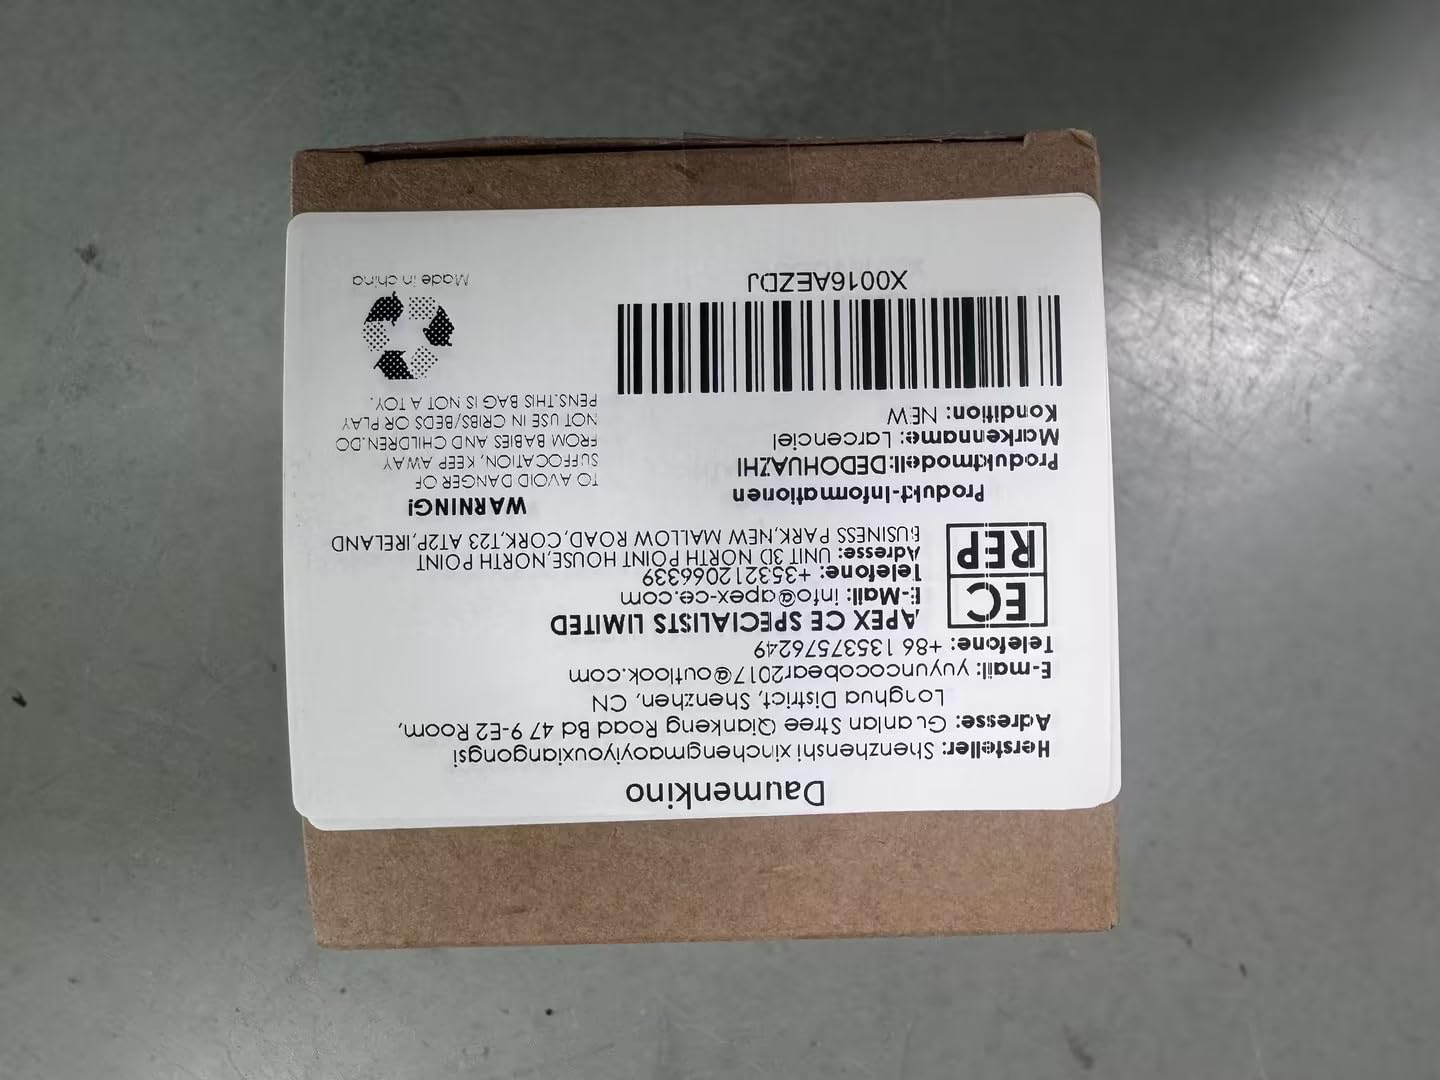 Daumenkino
Hersteller: Shenzhenshi xinchengmaoyiyouxiangongsi
Adresse: GuanIan Stree Qiankeng Road Bd 47 9-E2 Room,
Longhua District, Shenzhen, CN
E-mail: yuyuncocobear2017@outlook.com
Telefone: +86 13537576249
EC
REP
APEX CE SPECIALISTS LIMITED
E-Mail: info@apex-ce.com
Telefone: +353212066339
Adresse: UNIT 3D NORTH POINT HOUSE,NORTH POINT
BUSINESS PARK,NEW MALLOW ROAD,CORK,T23 AT2P,IRELAND
Produkt-Informationen
Produktmodell:DEDOHUAZHI
Markenname: Larcenciel
Kondition: NEW
X0016AEZDJ
WARNING!
TO AVOID DANGER OF
SUFFOCATION, KEEP AWAY
FROM BABIES AND CHILDREN.DO
NOT USE IN CRIBS/BEDS OR PLAY
PENS.THIS BAG IS NOT A TOY.
Made in china